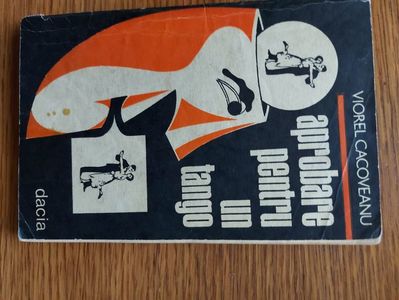 VIOREL CACOVEANU
aprobare
pentru
un
tango
dacia